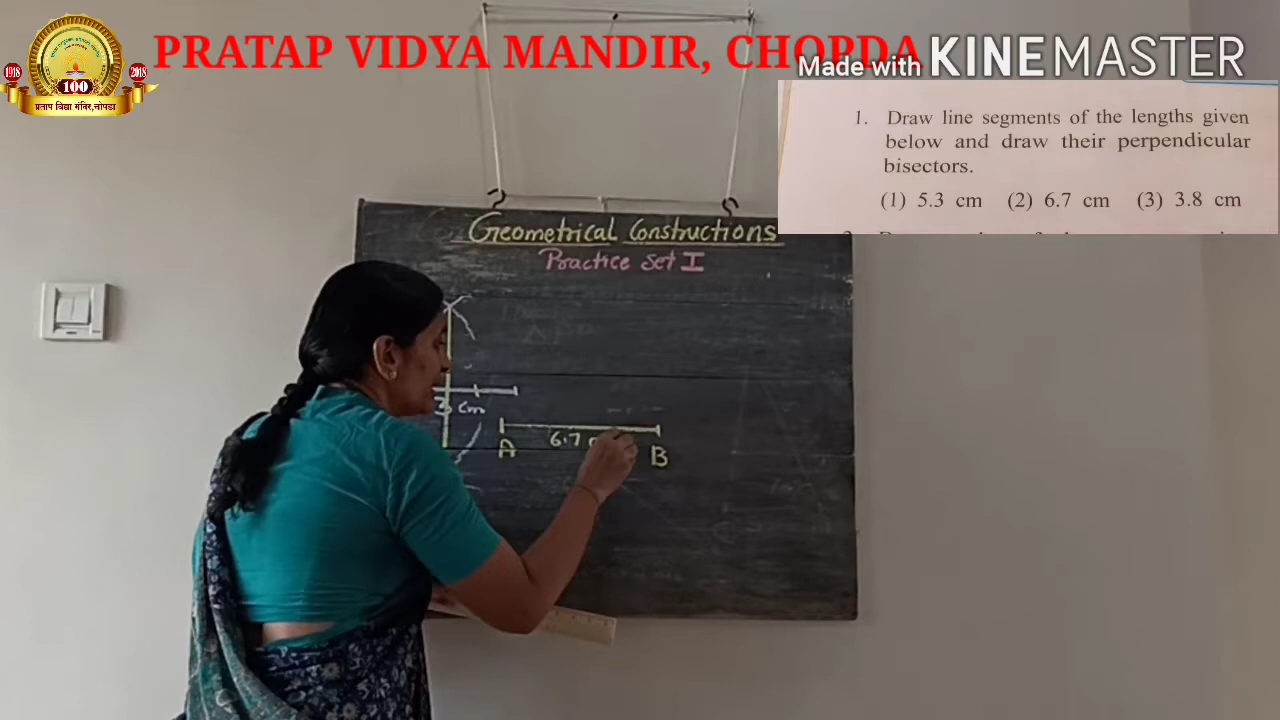 PRATAP VIDYA MANDIR, CHOPDA
Made with KINEMASTER
1918
2018
100
प्रताप विद्या मंदिर, चोपडा
1. Draw line segments of the lengths given
below and draw their perpendicular
bisectors.
(1) 5.3 cm (2) 6.7 cm (3) 3.8 cm
Geometrical Constructions
Practice Set I
3 cm
6.7
A
B